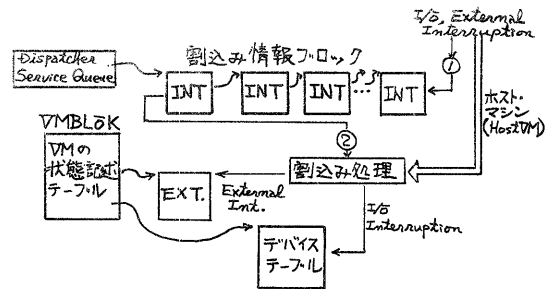 I/ō, External
Interruption
Dispatcher
Service Queue
割込み情報ブロック
①
INT
INT
INT
...
INT
ホスト・
マシン
(Host VM)
VMBLōK
②
VMの
状態記述
テーブル
割込み処理
EXT.
External
Int.
I/ō
Interruption
デバイス
テーブル